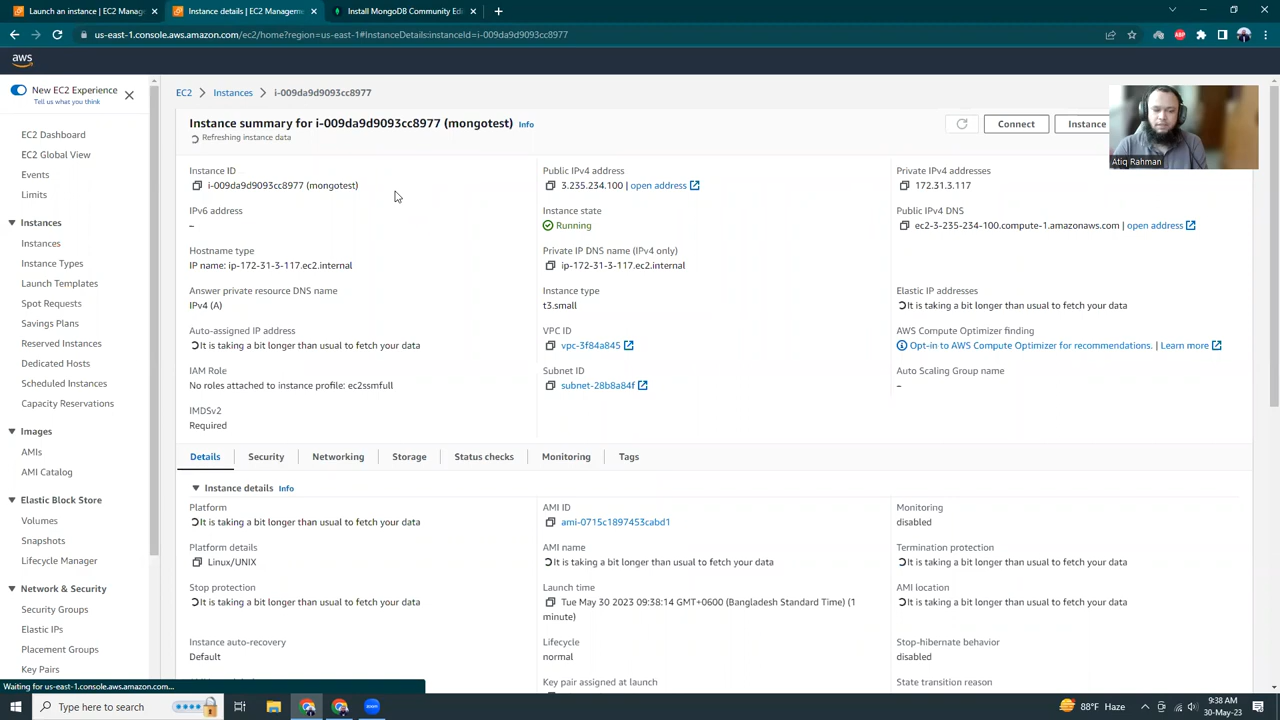 Launch an instance | EC2 Manag
Instance details | EC2 Managem
Install MongoDB Community Edi
us-east-1.console.aws.amazon.com/ec2/home?region=us-east-1#InstanceDetails:instanceId=i-009da9d9093cc8977
ABP
aws
New EC2 Experience
Tell us what you think
EC2 Dashboard
EC2 Global View
Events
Limits
Instances
Instances
Instance Types
Launch Templates
Spot Requests
Savings Plans
Reserved Instances
Dedicated Hosts
Scheduled Instances
Capacity Reservations
Images
AMIs
AMI Catalog
Elastic Block Store
Volumes
Snapshots
Lifecycle Manager
Network & Security
Security Groups
Elastic IPs
Placement Groups
Key Pairs
EC2 > Instances > i-009da9d9093cc8977
Instance summary for i-009da9d9093cc8977 (mongotest) Info
Refreshing instance data
Connect
Instance
Atiq Rahman
Instance ID
i-009da9d9093cc8977 (mongotest)
Public IPv4 address
3.235.234.100 | open address
Private IPv4 addresses
172.31.3.117
IPv6 address
–
Instance state
Running
Public IPv4 DNS
ec2-3-235-234-100.compute-1.amazonaws.com | open address
Hostname type
IP name: ip-172-31-3-117.ec2.internal
Private IP DNS name (IPv4 only)
ip-172-31-3-117.ec2.internal
Answer private resource DNS name
IPv4 (A)
Instance type
t3.small
Elastic IP addresses
It is taking a bit longer than usual to fetch your data
Auto-assigned IP address
It is taking a bit longer than usual to fetch your data
VPC ID
vpc-3f84a845
AWS Compute Optimizer finding
Opt-in to AWS Compute Optimizer for recommendations. | Learn more
IAM Role
No roles attached to instance profile: ec2ssmfull
Subnet ID
subnet-28b8a84f
Auto Scaling Group name
–
IMDSv2
Required
Details Security Networking Storage Status checks Monitoring Tags
Instance details Info
Platform
It is taking a bit longer than usual to fetch your data
AMI ID
ami-0715c1897453cabd1
Monitoring
disabled
Platform details
Linux/UNIX
AMI name
It is taking a bit longer than usual to fetch your data
Termination protection
It is taking a bit longer than usual to fetch your data
Stop protection
It is taking a bit longer than usual to fetch your data
Launch time
Tue May 30 2023 09:38:14 GMT+0600 (Bangladesh Standard Time) (1
minute)
AMI location
It is taking a bit longer than usual to fetch your data
Instance auto-recovery
Default
Lifecycle
normal
Stop-hibernate behavior
disabled
Key pair assigned at launch
State transition reason
Waiting for us-east-1.console.aws.amazon.com...
Type here to search
zoom
88°F Haze
9:38 AM
30-May-23